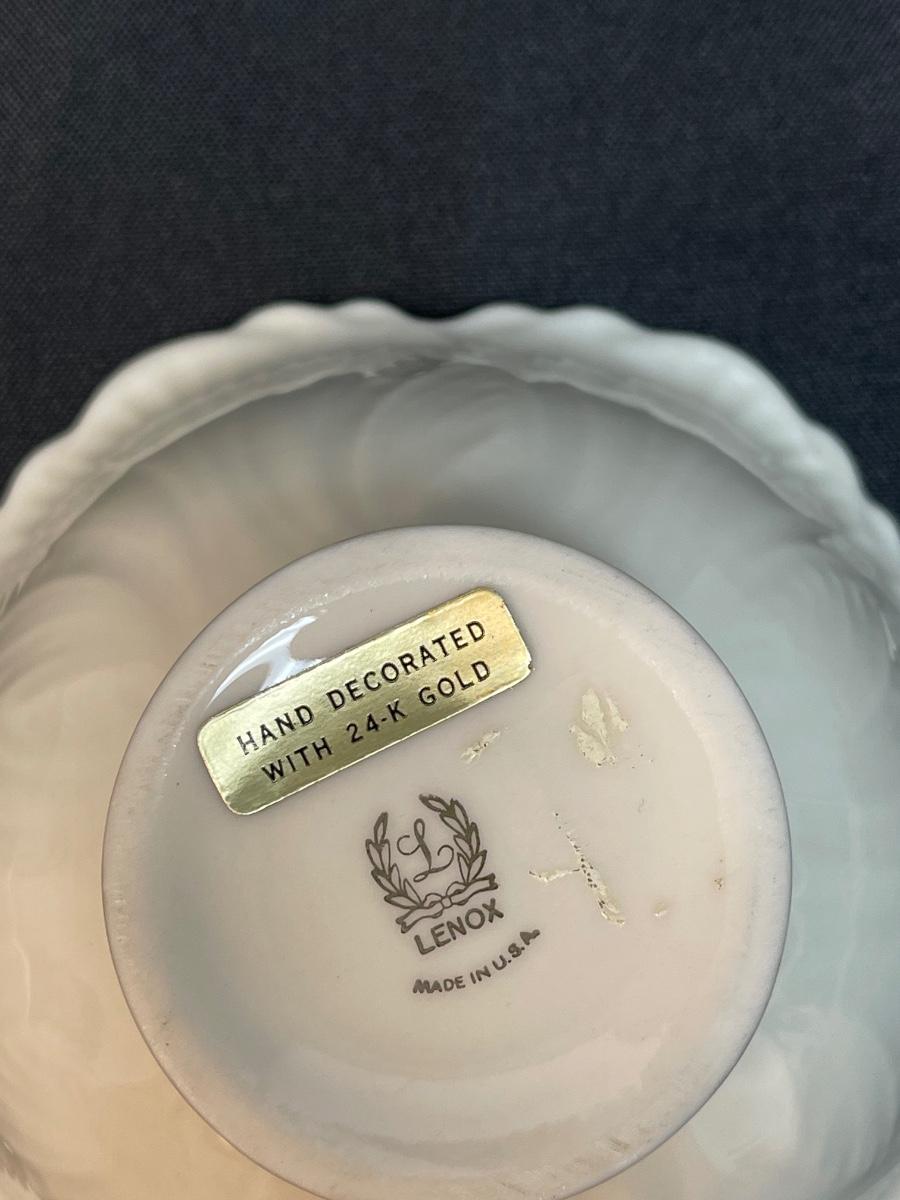 HAND DECORATED
WITH 24-K GOLD
L
LENOX
MADE IN U.S.A.